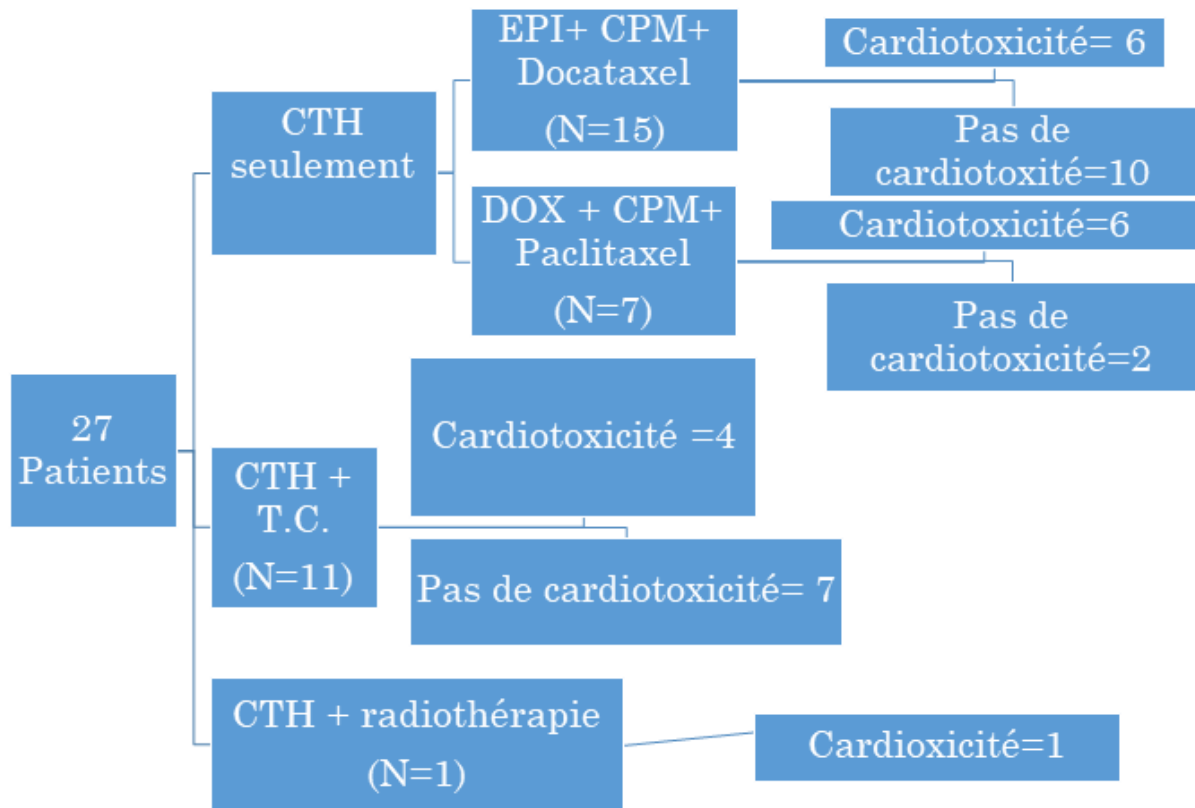 27
Patients
CTH
seulement
EPI+ CPM+
Docataxel
(N=15)
Cardiotoxicité= 6
Pas de
cardiotoxité=10
DOX + CPM+
Paclitaxel
(N=7)
Cardiotoxicité=6
Pas de
cardiotoxicité=2
CTH +
T.C.
(N=11)
Cardiotoxicité =4
Pas de cardiotoxicité= 7
CTH + radiothérapie
(N=1)
Cardioxicité=1